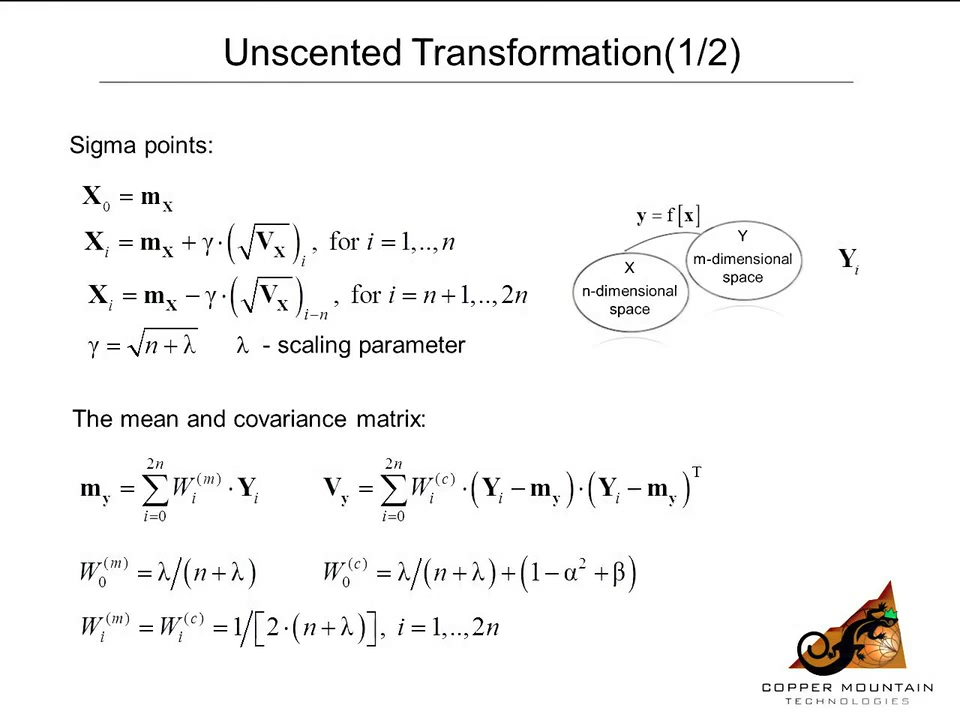 Unscented Transformation(1/2)
Sigma points:
X₀ = m_X
X_i = m_X + γ·(√V_X)_i , for i = 1,..,n
X_i = m_X − γ·(√V_X)_{i−n} , for i = n+1,..,2n
γ = √(n + λ) λ - scaling parameter
y = f[x]
X
n-dimensional
space
Y
m-dimensional
space
Y_i
The mean and covariance matrix:
m_y = ∑_{i=0}^{2n} W_i^{(m)} · Y_i V_y = ∑_{i=0}^{2n} W_i^{(c)} · (Y_i − m_y) · (Y_i − m_y)^T
W_0^{(m)} = λ/(n + λ) W_0^{(c)} = λ/(n + λ) + (1 − α² + β)
W_i^{(m)} = W_i^{(c)} = 1/[2·(n + λ)], i = 1,..,2n
COPPER MOUNTAIN
TECHNOLOGIES